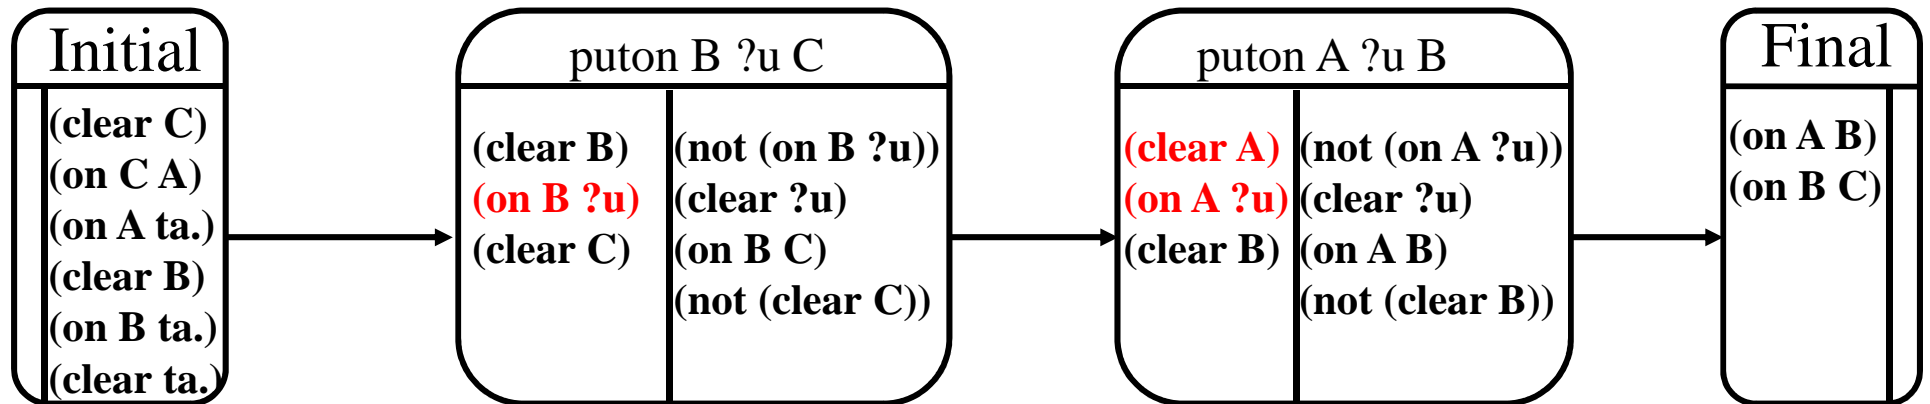 Initial
(clear C)
(on C A)
(on A ta.)
(clear B)
(on B ta.)
(clear ta.)
puton B ?u C
(clear B)
(on B ?u)
(clear C)
(not (on B ?u))
(clear ?u)
(on B C)
(not (clear C))
puton A ?u B
(clear A)
(on A ?u)
(clear B)
(not (on A ?u))
(clear ?u)
(on A B)
(not (clear B))
Final
(on A B)
(on B C)